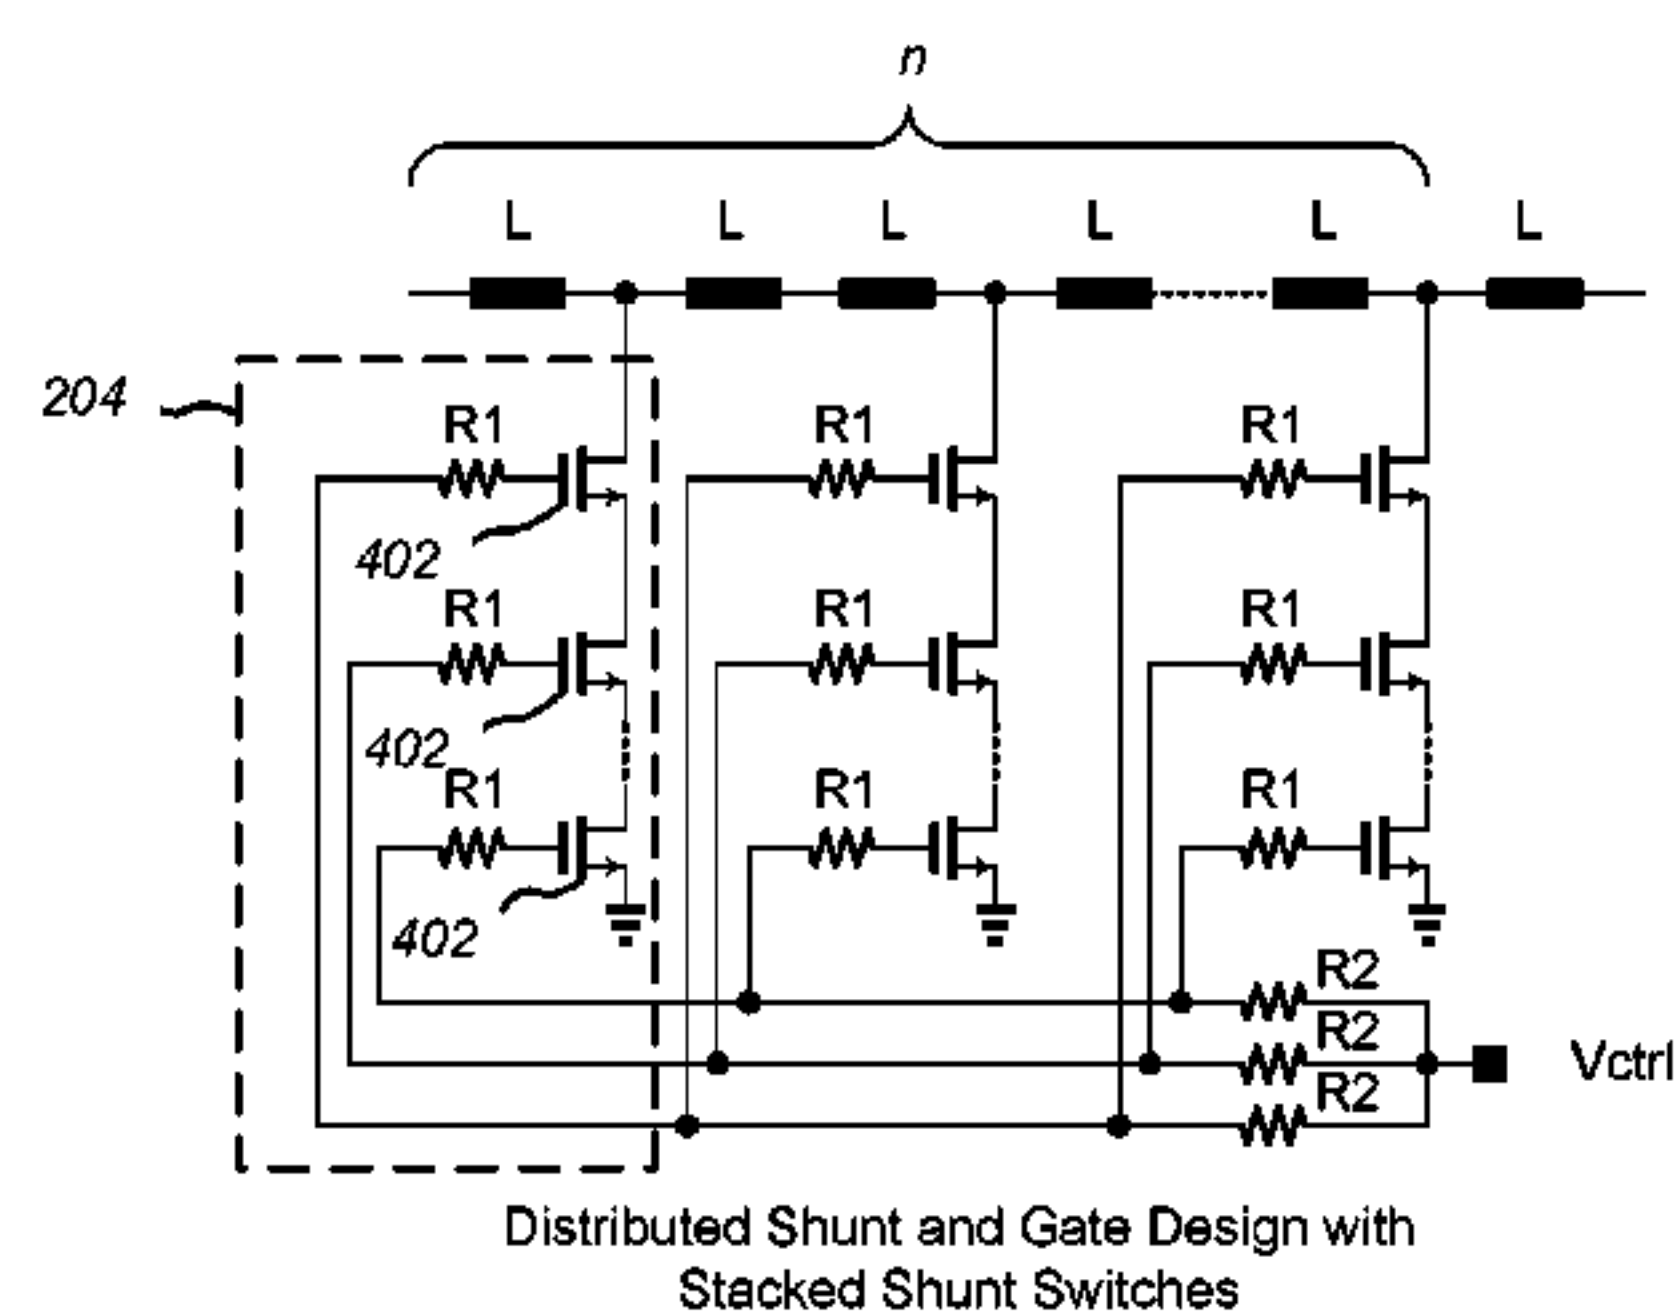 n
L L L L L L
204
R1 R1 R1
402
R1 R1 R1
402
R1 R1 R1
402
R2
R2
Vctrl
R2
Distributed Shunt and Gate Design with
Stacked Shunt Switches